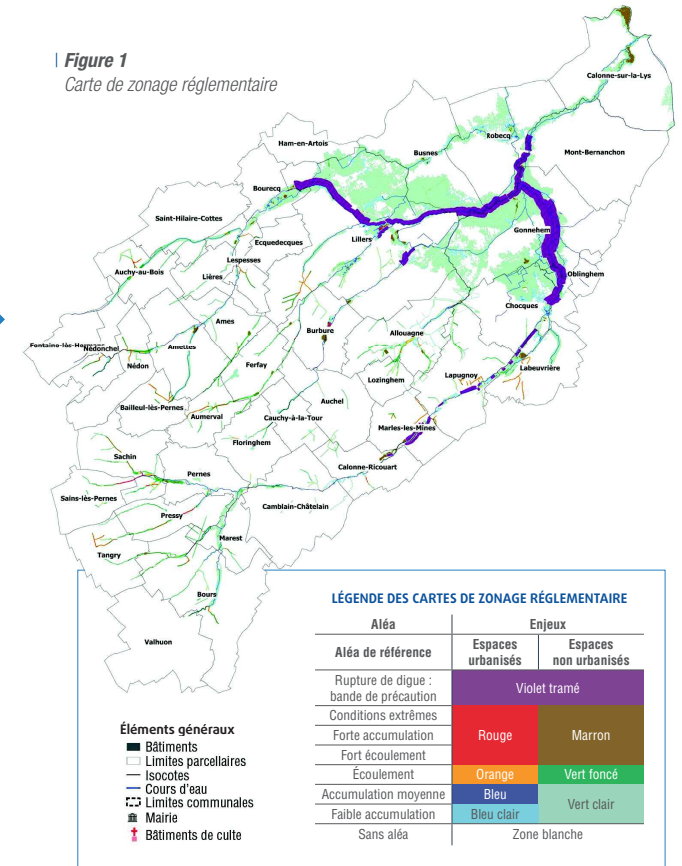 Figure 1
Carte de zonage réglementaire
Calonne-sur-la-Lys
Robecq
Ham-en-Artois
Busnes
Mont-Bernanchon
Bourecq
Saint-Hilaire-Cottes
Ecquedecques
Lillers
Gonnehem
Lespesses
Auchy-au-Bois
Lières
Oblinghem
Chocques
Ames
Burbure
Allouagne
Fontaine-lès-Hermans
Nédonchel
Amettes
Nédon
Ferfay
Lapugnoy
Labeuvrière
Lozinghem
Bailleul-lès-Pernes
Auchel
Aumerval
Cauchy-à-la-Tour
Marles-les-Mines
Floringhem
Sachin
Calonne-Ricouart
Pernes
Sains-lès-Pernes
Camblain-Châtelain
Pressy
Marest
Tangry
Bours
Valhuon
LÉGENDE DES CARTES DE ZONAGE RÉGLEMENTAIRE
Aléa Enjeux
Aléa de référence Espaces urbanisés Espaces non urbanisés
Rupture de digue :
bande de précaution Violet tramé
Conditions extrêmes
Forte accumulation Rouge Marron
Fort écoulement
Écoulement Orange Vert foncé
Accumulation moyenne Bleu Vert clair
Faible accumulation Bleu clair
Sans aléa Zone blanche
Éléments généraux
Bâtiments
Limites parcellaires
Isocotes
Cours d'eau
Limites communales
Mairie
Bâtiments de culte